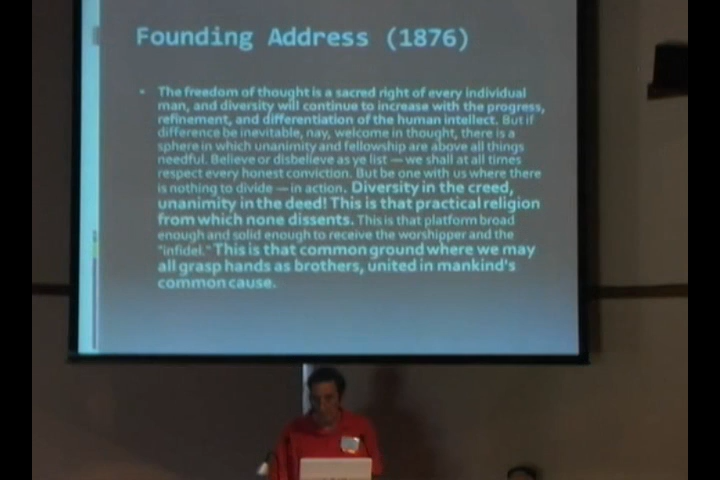 Founding Address (1876)
The freedom of thought is a sacred right of every individual
man, and diversity will continue to increase with the progress,
refinement, and differentiation of the human intellect. But if
difference be inevitable, nay, welcome in thought, there is a
sphere in which unanimity and fellowship are above all things
needful. Believe or disbelieve as ye list — we shall at all times
respect every honest conviction. But be one with us where there
is nothing to divide — in action. Diversity in the creed,
unanimity in the deed! This is that practical religion
from which none dissents. This is that platform broad
enough and solid enough to receive the worshipper and the
"infidel." This is that common ground where we may
all grasp hands as brothers, united in mankind's
common cause.